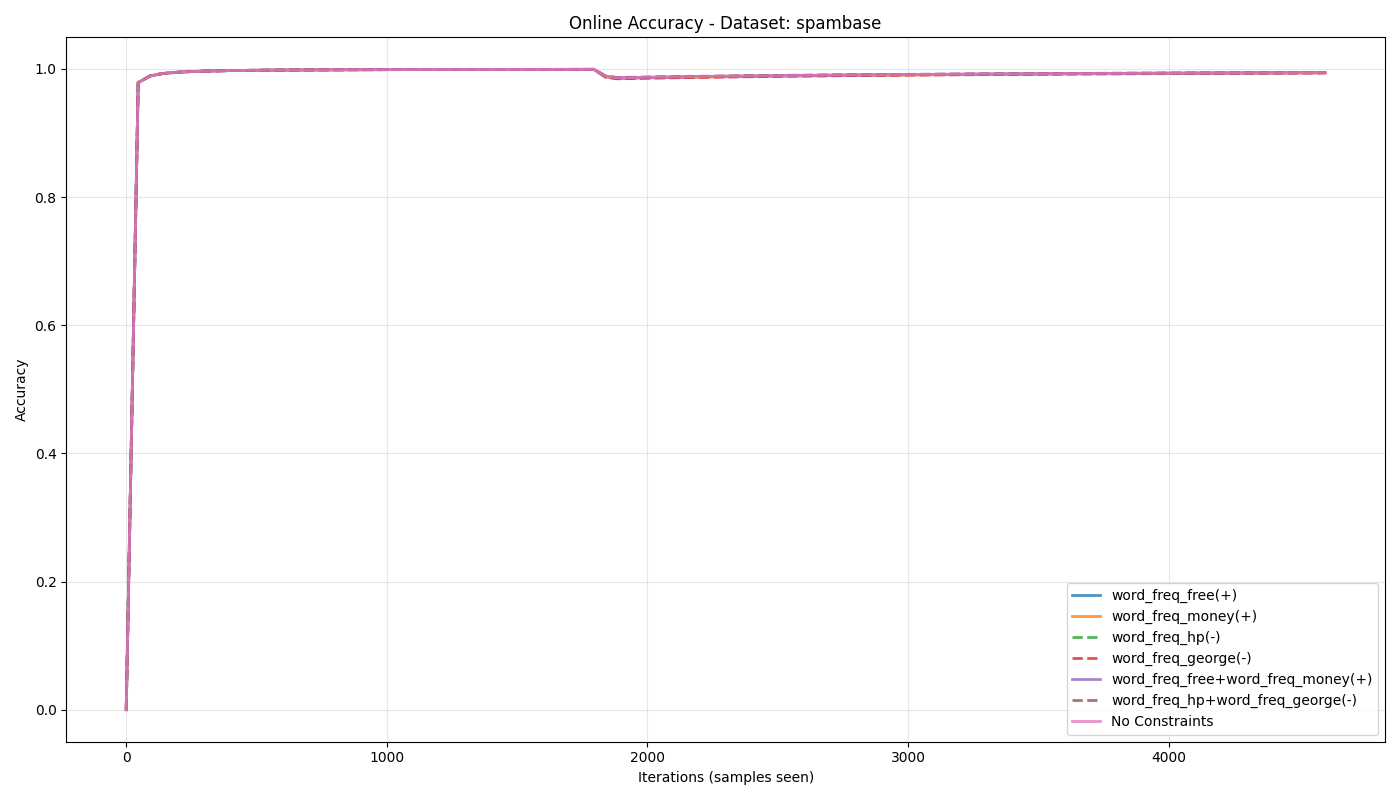 Online Accuracy - Dataset: spambase
1.0
0.8
0.6
0.4
0.2
0.0
Accuracy
0 1000 2000 3000 4000
Iterations (samples seen)
word_freq_free(+)
word_freq_money(+)
word_freq_hp(-)
word_freq_george(-)
word_freq_free+word_freq_money(+)
word_freq_hp+word_freq_george(-)
No Constraints